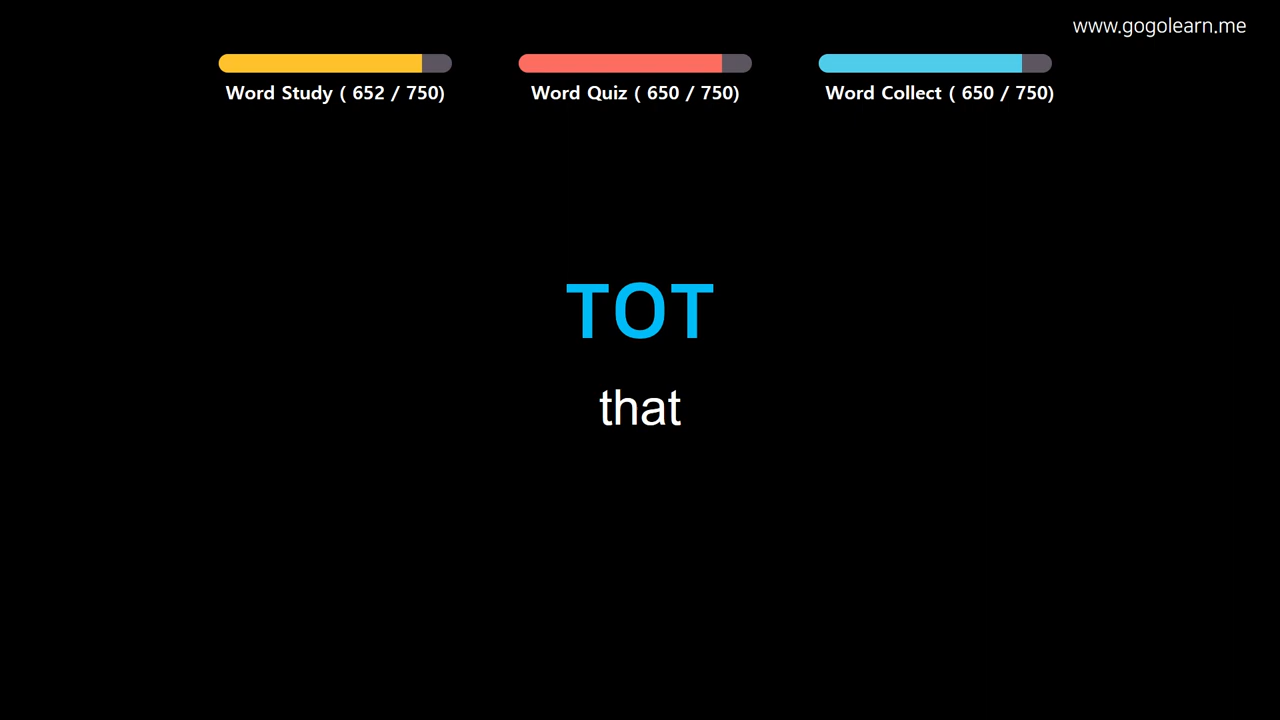 www.gogolearn.me
Word Study ( 652 / 750)
Word Quiz ( 650 / 750)
Word Collect ( 650 / 750)
ТОТ
that